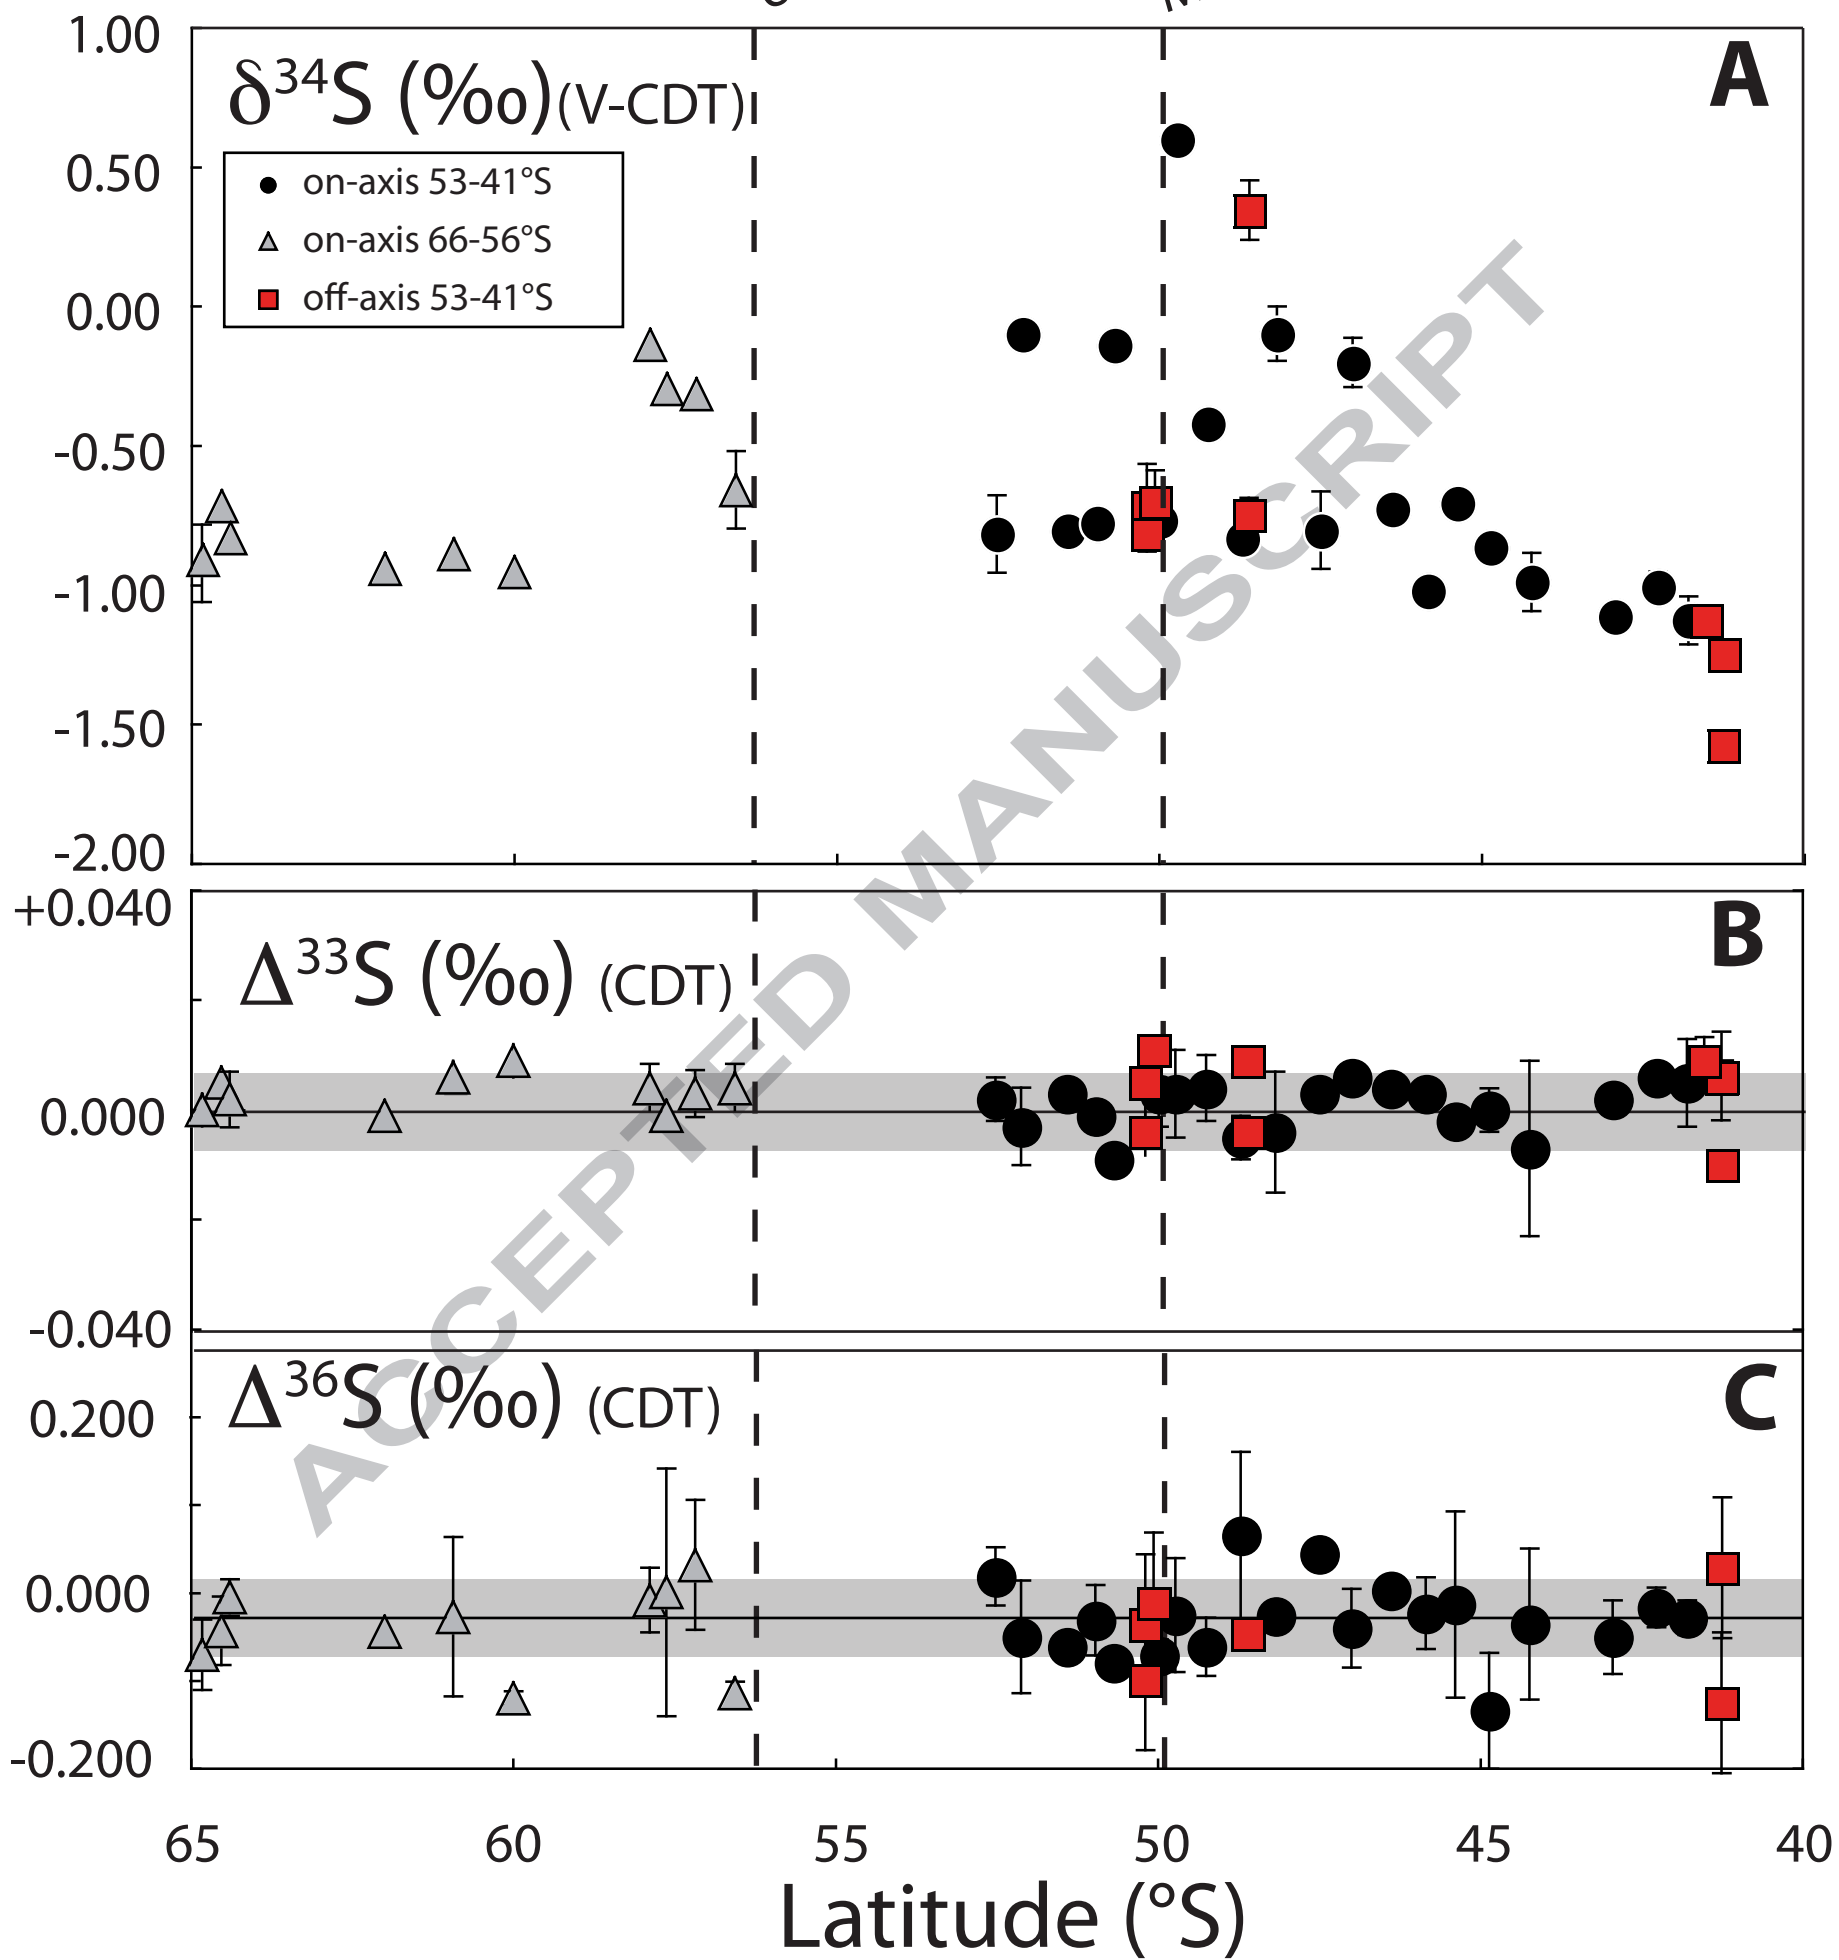 1.00
A
δ³⁴S (‰)(V-CDT)
0.50
on-axis 53-41°S
on-axis 66-56°S
off-axis 53-41°S
0.00
-0.50
-1.00
-1.50
-2.00
ACCEPTED MANUSCRIPT
+0.040
B
Δ³³S (‰) (CDT)
0.000
-0.040
Δ³⁶S (‰) (CDT)
C
0.200
0.000
-0.200
65 60 55 50 45 40
Latitude (°S)